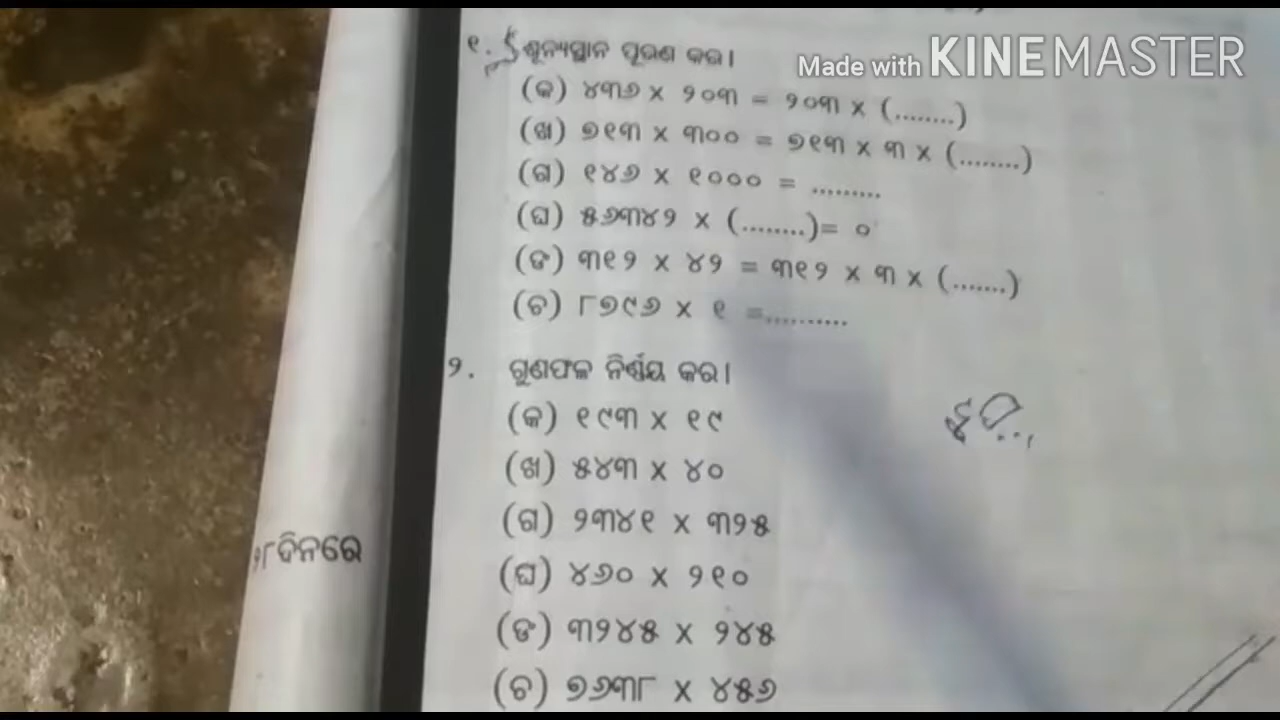 Made with KINEMASTER
୧. ଶୂନ୍ୟସ୍ଥାନ ପୂରଣ କର।
(କ) ୪୩୬ × ୨୦୩ = ୨୦୩ × (........)
(ଖ) ୭୧୩ × ୩୦୦ = ୭୧୩ × ୩ × (........)
(ଗ) ୧୪୬ × ୧୦୦୦ = .........
(ଘ) ୫୬୩୪୨ × (........)= ୦
(ଙ) ୩୧୨ × ୪୨ = ୩୧୨ × ୩ × (.......)
(ଚ) ୮୭୯୬ × ୧ =..........
୨. ଗୁଣଫଳ ନିର୍ଣ୍ଣୟ କର।
(କ) ୧୯୩ × ୧୯
(ଖ) ୫୪୩ × ୪୦
(ଗ) ୨୩୪୧ × ୩୨୫
(ଘ) ୪୬୦ × ୨୧୦
(ଙ) ୩୨୪୫ × ୨୪୫
(ଚ) ୭୬୩୮ × ୪୫୬
ଦିନରେ